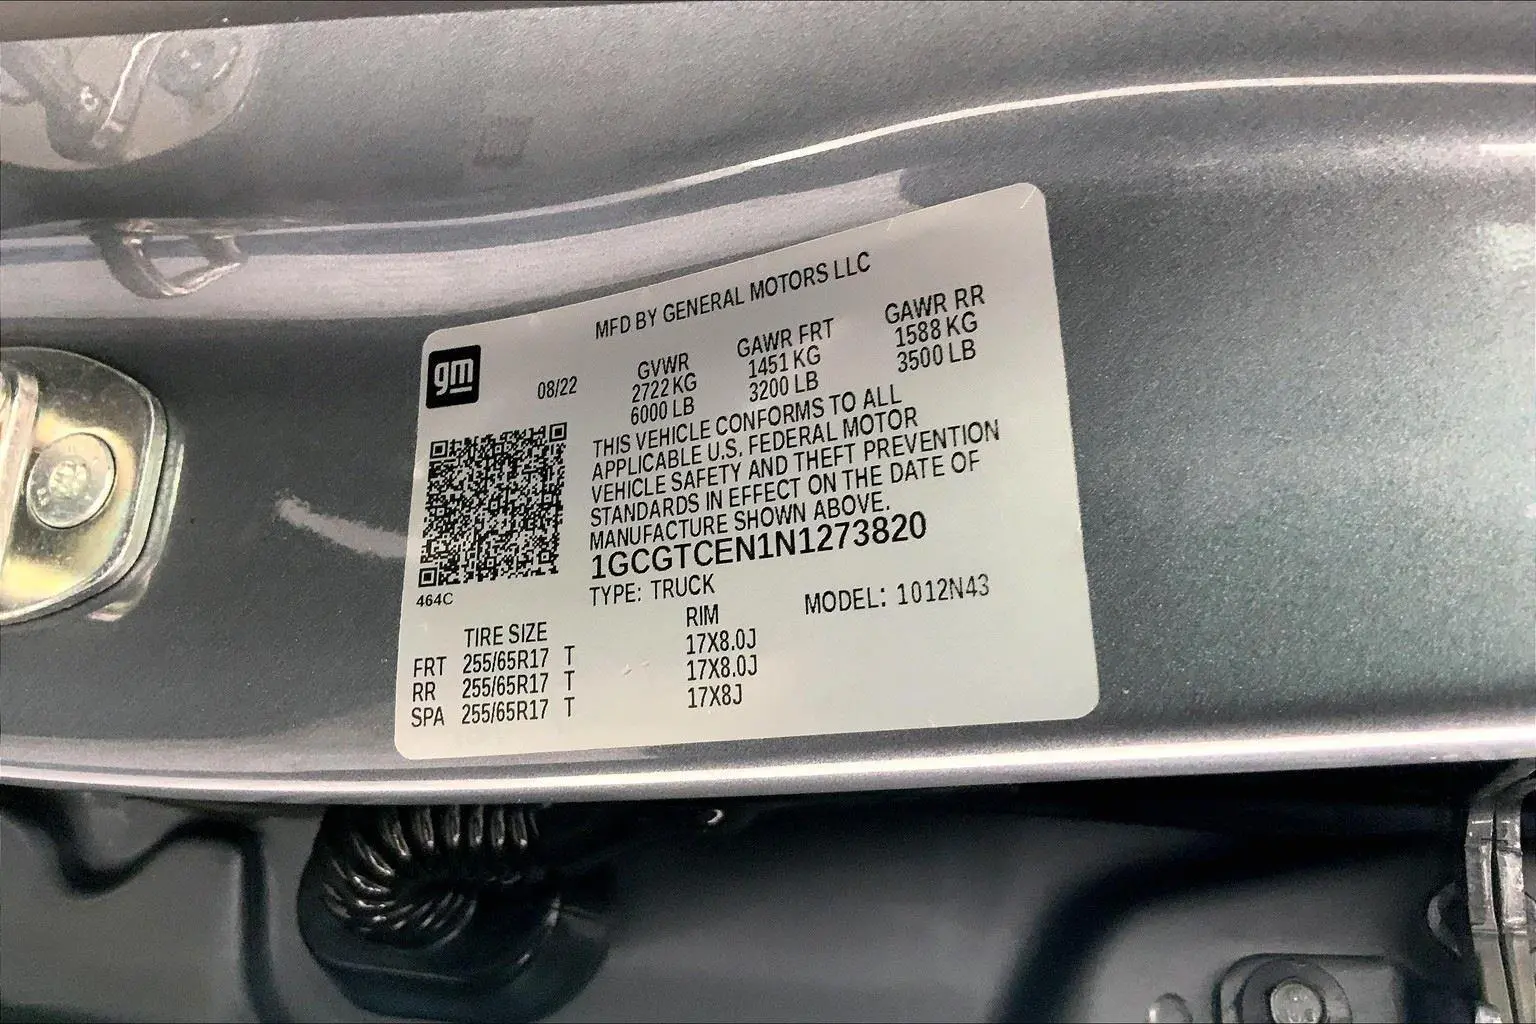 MFD BY GENERAL MOTORS LLC
gm
08/22
GVWR
2722 KG
6000 LB
GAWR FRT
1451 KG
3200 LB
GAWR RR
1588 KG
3500 LB
THIS VEHICLE CONFORMS TO ALL
APPLICABLE U.S. FEDERAL MOTOR
VEHICLE SAFETY AND THEFT PREVENTION
STANDARDS IN EFFECT ON THE DATE OF
MANUFACTURE SHOWN ABOVE.
1GCGTCEN1N1273820
464C
TYPE: TRUCK
MODEL: 1012N43
TIRE SIZE RIM
FRT 255/65R17 T 17X8.0J
RR 255/65R17 T 17X8.0J
SPA 255/65R17 T 17X8J